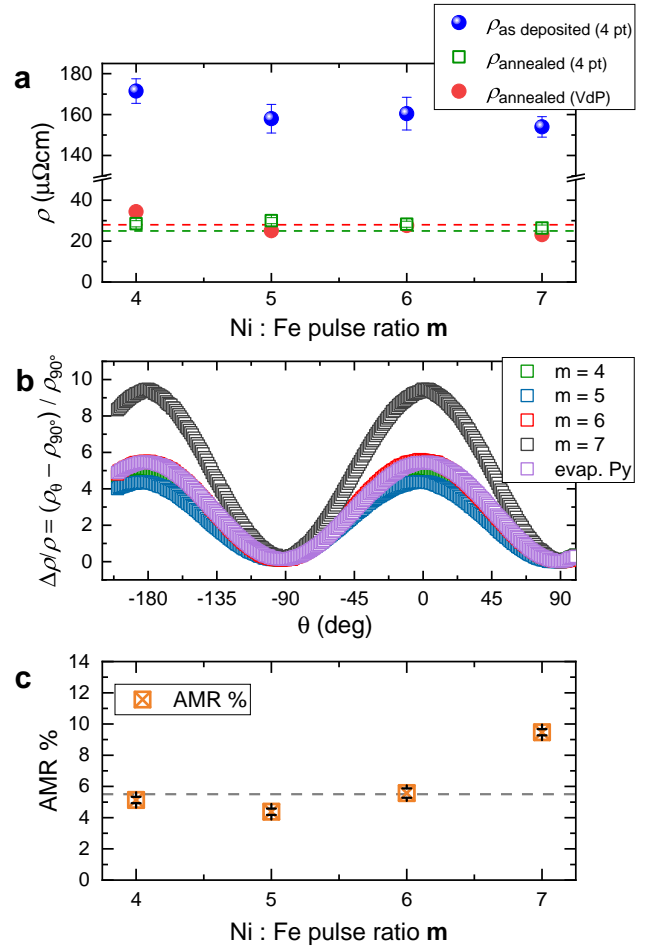 ρas deposited (4 pt)
ρannealed (4 pt)
ρannealed (VdP)
a
180
160
140
40
20
0
ρ (μΩcm)
4 5 6 7
Ni : Fe pulse ratio m
b
m = 4
m = 5
m = 6
m = 7
evap. Py
10
8
6
4
2
0
Δρ/ρ = (ρθ − ρ90°) / ρ90°
-180 -135 -90 -45 0 45 90
θ (deg)
c
AMR %
14
12
10
8
6
4
2
0
AMR %
4 5 6 7
Ni : Fe pulse ratio m